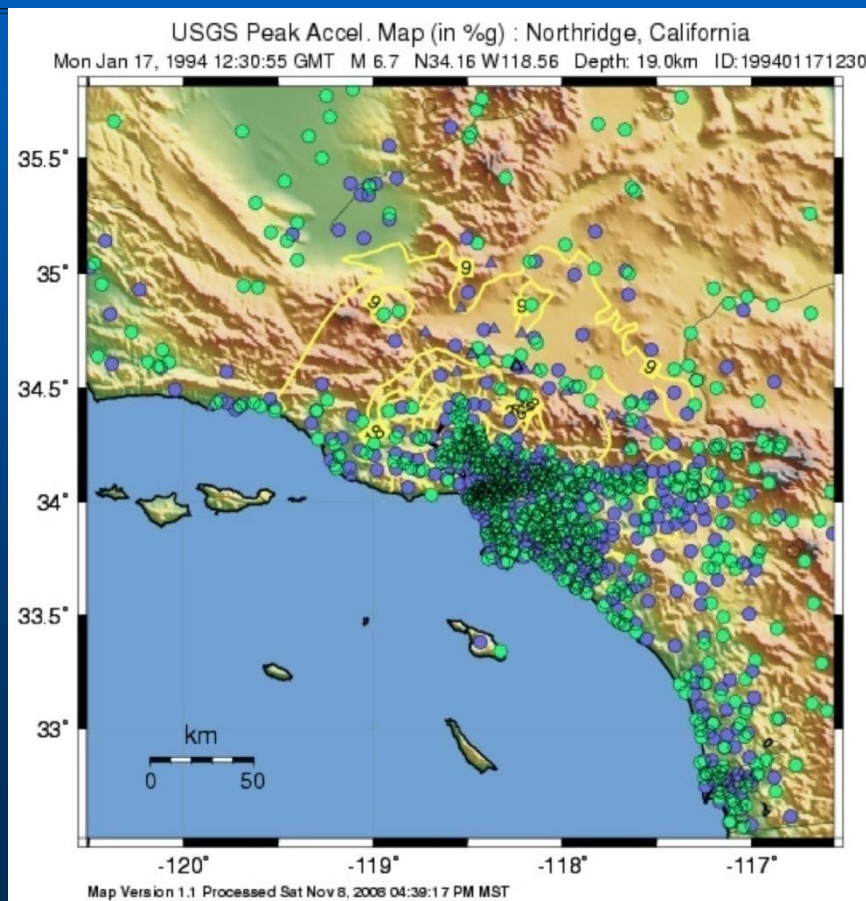 USGS Peak Accel. Map (in %g) : Northridge, California
Mon Jan 17, 1994 12:30:55 GMT M 6.7 N34.16 W118.56 Depth: 19.0km ID:199401171230
35.5˚
35˚
34.5˚
34˚
33.5˚
33˚
9
9
9
9
18
km
0 50
-120˚ -119˚ -118˚ -117˚
Map Version 1.1 Processed Sat Nov 8, 2008 04:39:17 PM MST